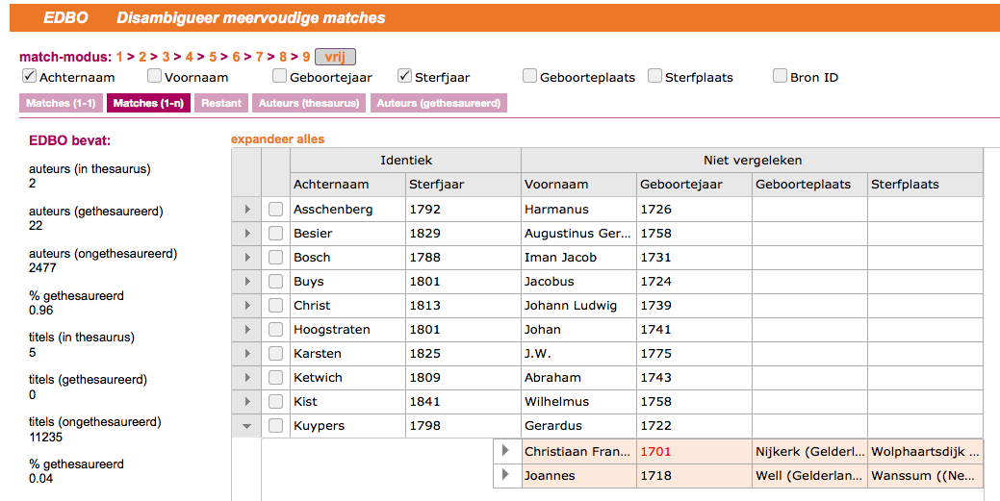 EDBO Disambigueer meervoudige matches
match-modus: 1 > 2 > 3 > 4 > 5 > 6 > 7 > 8 > 9 vrij
Achternaam Voornaam Geboortejaar Sterfjaar Geboorteplaats Sterfplaats Bron ID
Matches (1-1) Matches (1-n) Restant Auteurs (thesaurus) Auteurs (gethesaureerd)
EDBO bevat:
auteurs (in thesaurus)
2
auteurs (gethesaureerd)
22
auteurs (ongethesaureerd)
2477
% gethesaureerd
0.96
titels (in thesaurus)
5
titels (gethesaureerd)
0
titels (ongethesaureerd)
11235
% gethesaureerd
0.04
expandeer alles
Identiek Niet vergeleken
Achternaam Sterfjaar Voornaam Geboortejaar Geboorteplaats Sterfplaats
Asschenberg 1792 Harmanus 1726
Besier 1829 Augustinus Ger... 1758
Bosch 1788 Iman Jacob 1731
Buys 1801 Jacobus 1724
Christ 1813 Johann Ludwig 1739
Hoogstraten 1801 Johan 1741
Karsten 1825 J.W. 1775
Ketwich 1809 Abraham 1743
Kist 1841 Wilhelmus 1758
Kuypers 1798 Gerardus 1722
Christiaan Fran... 1701 Nijkerk (Gelderl... Wolphaartsdijk ...
Joannes 1718 Well (Gelderlan... Wanssum ((Ne...